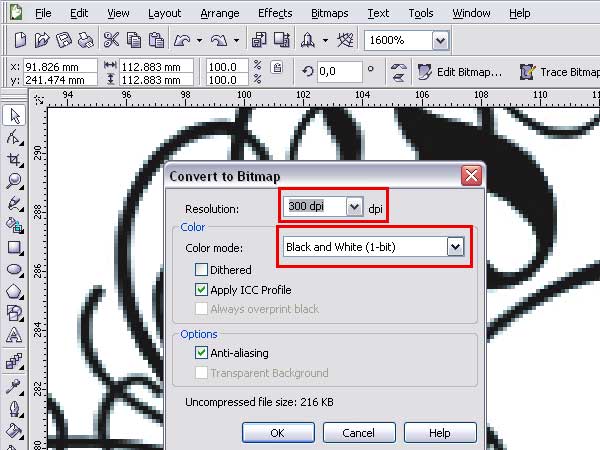 File Edit View Layout Arrange Effects Bitmaps Text Tools Window Help
1600%
x: 91.826 mm 112.883 mm 100.0 % 0,0 ° Edit Bitmap... Trace Bitmap
y: 241.474 mm 112.883 mm 100.0 %
94 96 98 100 102 104 106 108 110 11
290
288
286
284
282
280
Convert to Bitmap
Resolution: 300 dpi dpi
Color
Color mode: Black and White (1-bit)
Dithered
Apply ICC Profile
Always overprint black
Options
Anti-aliasing
Transparent Background
Uncompressed file size: 216 KB
OK Cancel Help